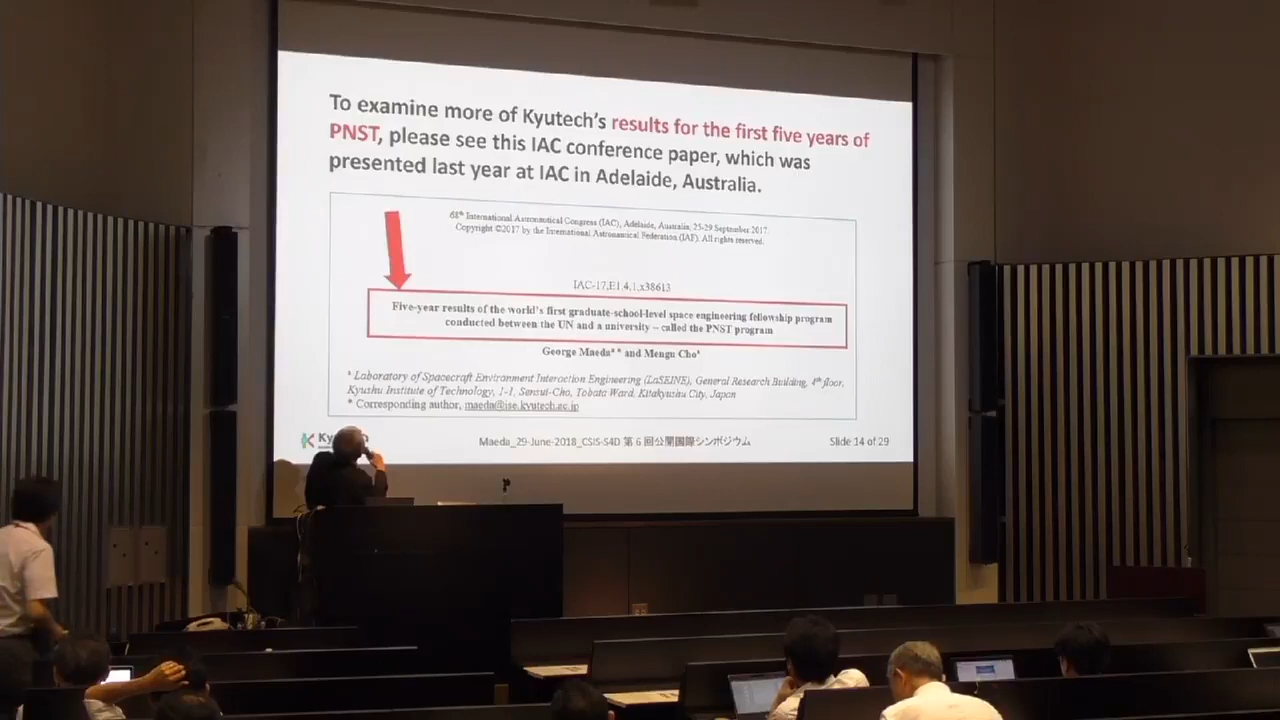 To examine more of Kyutech's results for the first five years of
PNST, please see this IAC conference paper, which was
presented last year at IAC in Adelaide, Australia.
68th International Astronautical Congress (IAC), Adelaide, Australia, 25-29 September 2017.
Copyright ©2017 by the International Astronautical Federation (IAF). All rights reserved.
IAC-17,E1,4,1,x38613
Five-year results of the world's first graduate-school-level space engineering fellowship program
conducted between the UN and a university – called the PNST program
George Maeda** and Mengu Cho*
* Laboratory of Spacecraft Environment Interaction Engineering (LaSEINE), General Research Building, 4th floor,
Kyushu Institute of Technology, 1-1, Sensui-Cho, Tobata Ward, Kitakyushu City, Japan
* Corresponding author, maeda@ise.kyutech.ac.jp
Maeda_29-June-2018_CSIS-S4D 第 6 回公開国際シンポジウム
Slide 14 of 29